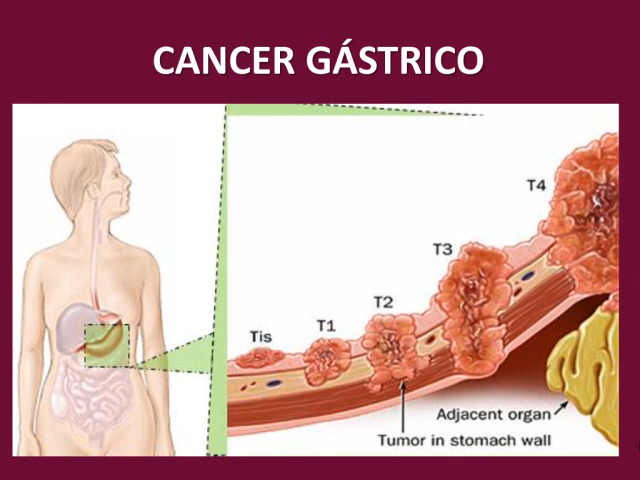 CANCER GÁSTRICO
T4
T3
T2
T1
Tis
Adjacent organ
Tumor in stomach wall